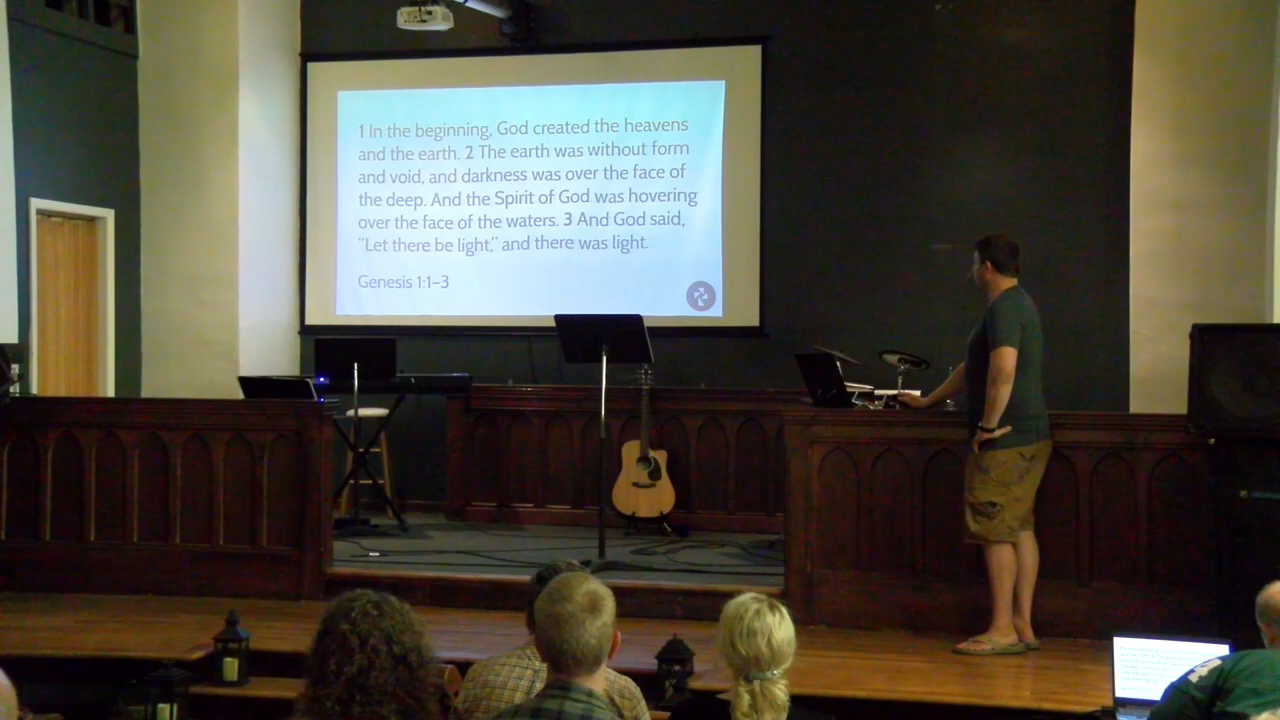 1 In the beginning, God created the heavens
and the earth. 2 The earth was without form
and void, and darkness was over the face of
the deep. And the Spirit of God was hovering
over the face of the waters. 3 And God said,
“Let there be light,” and there was light.
Genesis 1:1–3